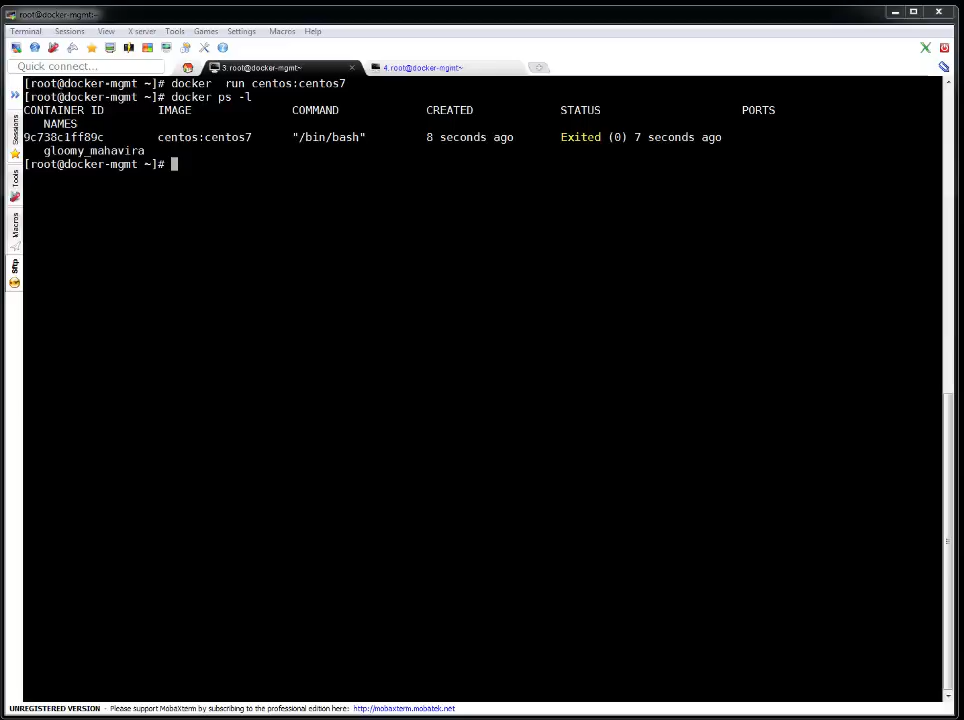 root@docker-mgmt:~
Terminal Sessions View X server Tools Games Settings Macros Help
Quick connect...
3. root@docker-mgmt~
4. root@docker-mgmt~
[root@docker-mgmt ~]# docker  run centos:centos7
[root@docker-mgmt ~]# docker ps -l
CONTAINER ID IMAGE COMMAND CREATED STATUS PORTS
NAMES
9c738c1ff89c centos:centos7 "/bin/bash" 8 seconds ago Exited (0) 7 seconds ago
gloomy_mahavira
[root@docker-mgmt ~]#
Sessions
Tools
Macros
Sftp
UNREGISTERED VERSION - Please support MobaXterm by subscribing to the professional edition here: http://mobaxterm.mobatek.net